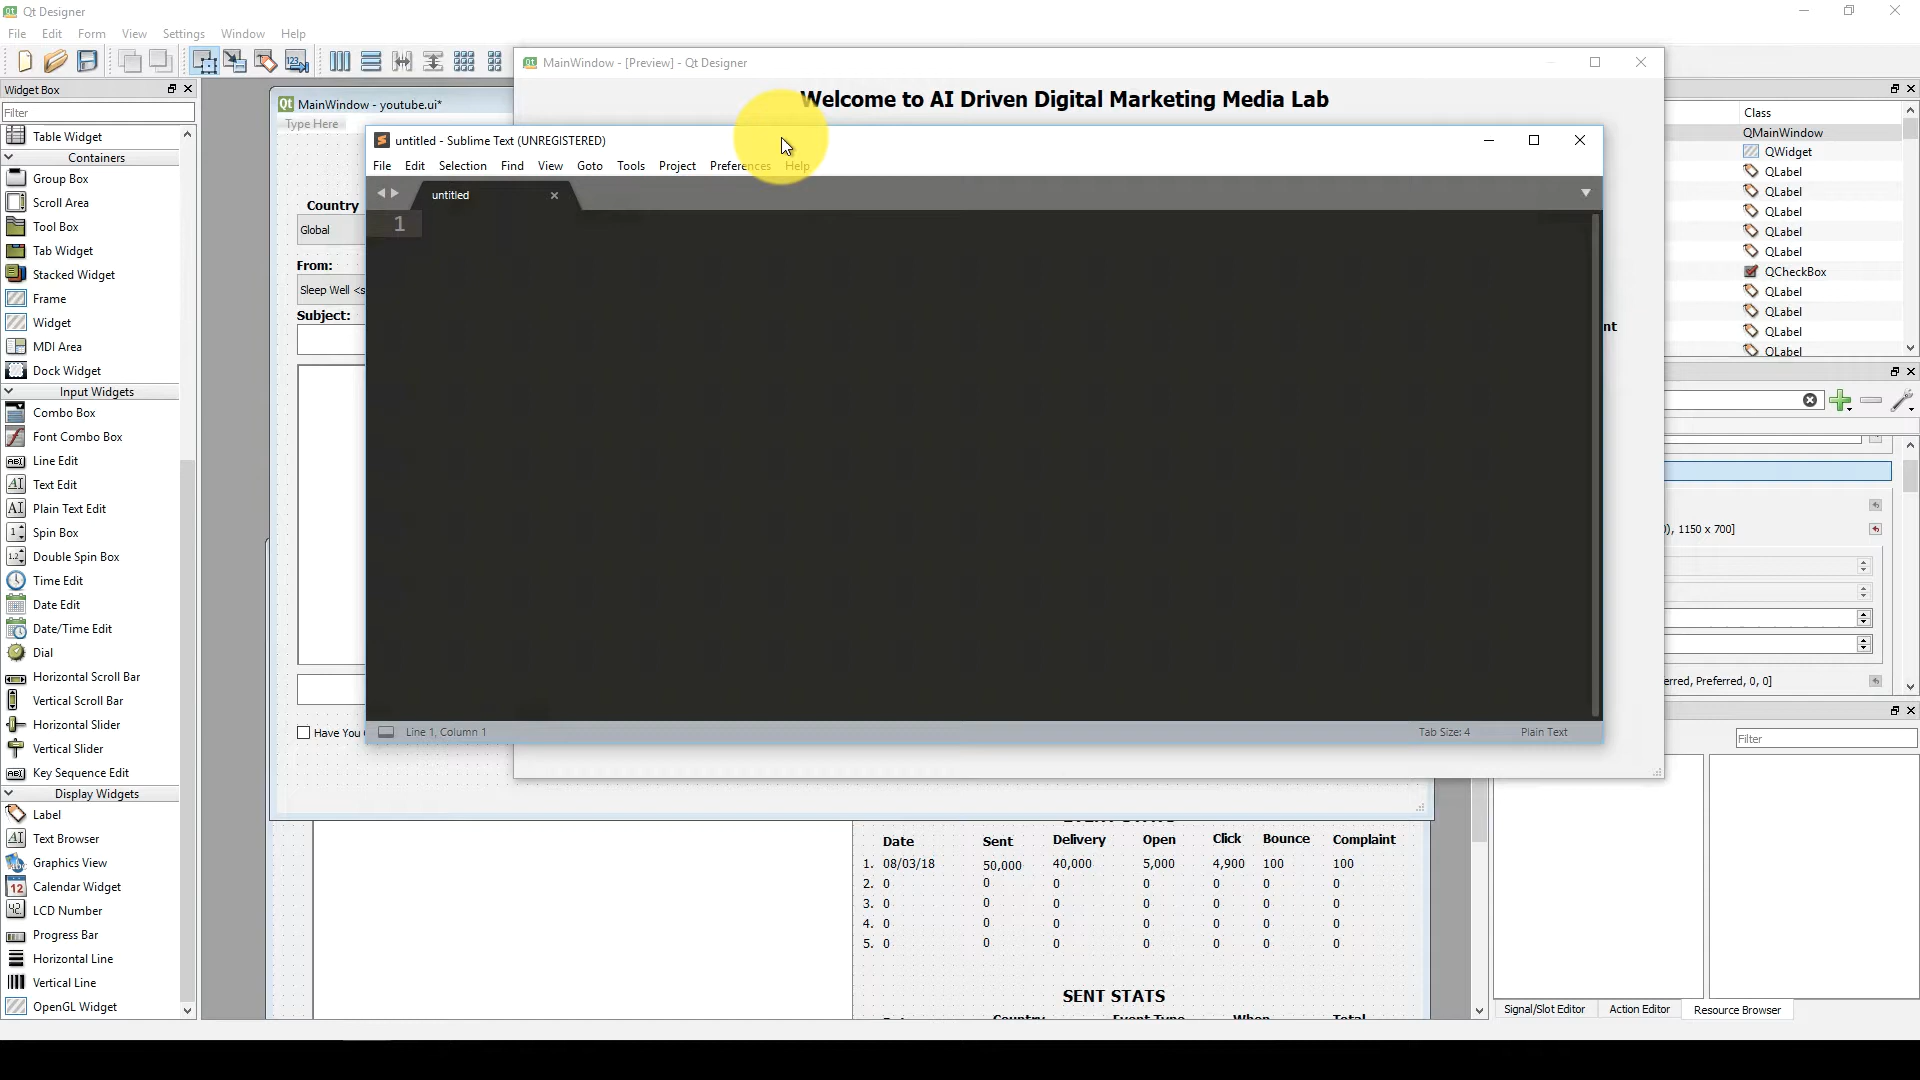 Qt Designer
File Edit Form View Settings Window Help
Widget Box
Filter
Table Widget
Containers
Group Box
Scroll Area
Tool Box
Tab Widget
Stacked Widget
Frame
Widget
MDI Area
Dock Widget
Input Widgets
Combo Box
Font Combo Box
Line Edit
Text Edit
Plain Text Edit
Spin Box
Double Spin Box
Time Edit
Date Edit
Date/Time Edit
Dial
Horizontal Scroll Bar
Vertical Scroll Bar
Horizontal Slider
Vertical Slider
Key Sequence Edit
Display Widgets
Label
Text Browser
Graphics View
Calendar Widget
LCD Number
Progress Bar
Horizontal Line
Vertical Line
OpenGL Widget
MainWindow - youtube.ui*
Type Here
Country
Global
From:
Sleep Well <s
Subject:
Have You
MainWindow - [Preview] - Qt Designer
Welcome to AI Driven Digital Marketing Media Lab
nt
untitled - Sublime Text (UNREGISTERED)
File Edit Selection Find View Goto Tools Project Preferences Help
untitled
1
Line 1, Column 1
Tab Size: 4
Plain Text
Date Sent Delivery Open Click Bounce Complaint
1. 08/03/18 50,000 40,000 5,000 4,900 100 100
2. 0 0 0 0 0 0 0
3. 0 0 0 0 0 0 0
4. 0 0 0 0 0 0 0
5. 0 0 0 0 0 0 0
SENT STATS
Country Event Type When Total
Class
QMainWindow
QWidget
QLabel
QLabel
QLabel
QLabel
QLabel
QCheckBox
QLabel
QLabel
QLabel
QLabel
), 1150 x 700]
erred, Preferred, 0, 0]
Filter
Signal/Slot Editor Action Editor Resource Browser